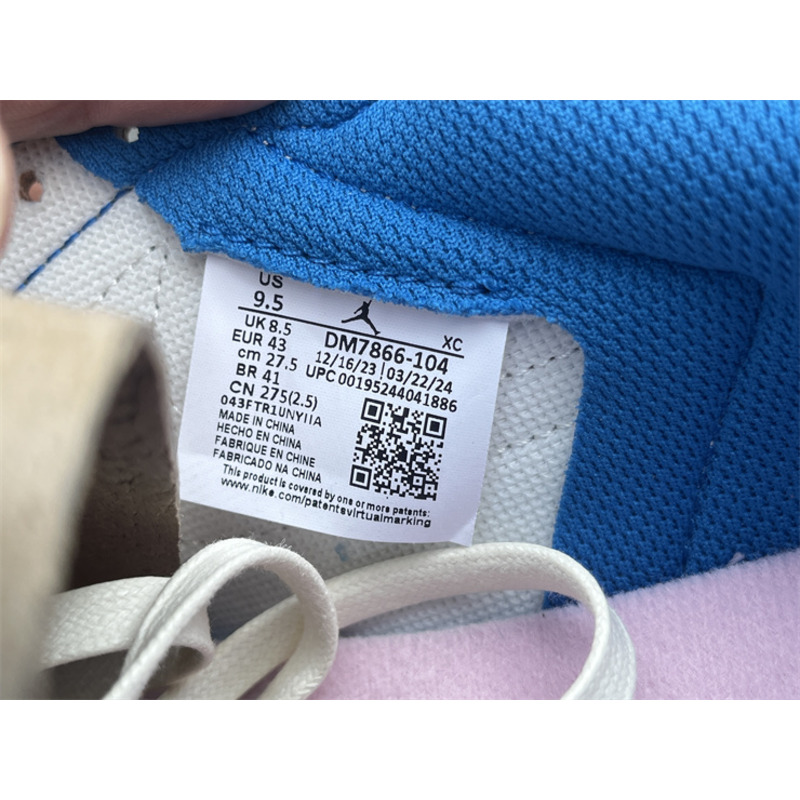 US
9.5
XC
UK 8.5
DM7866-104
EUR 43
12/16/23 | 03/22/24
cm 27.5
UPC 00195244041886
BR 41
CN 275(2.5)
043FTR1UNYIIA
MADE IN CHINA
HECHO EN CHINA
FABRIQUE EN CHINE
FABRICADO NA CHINA
This product is covered by one or more patents:
www.nike.com/patentsvirtualmarking